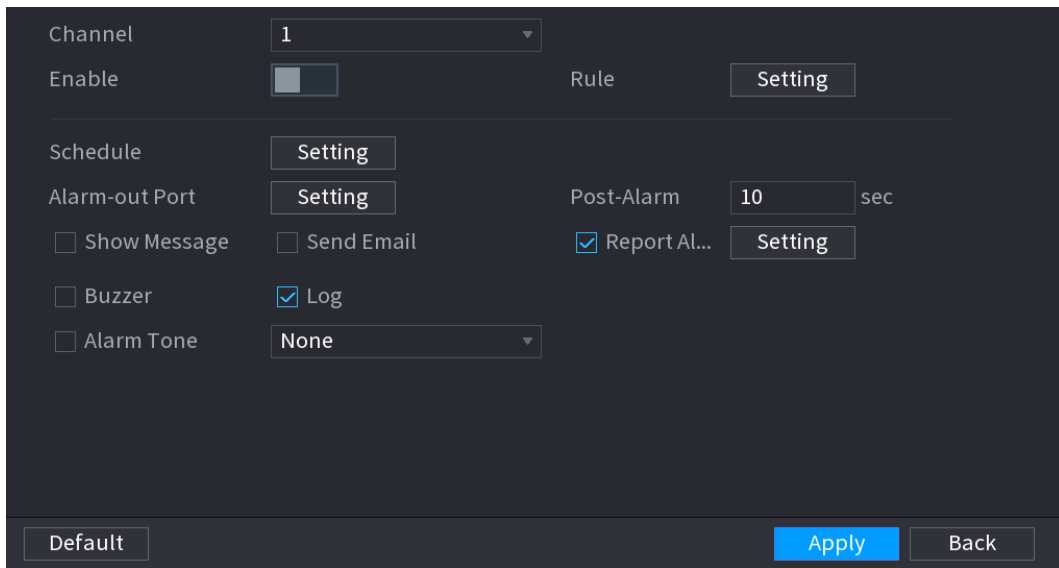 Channel 1
Enable Rule Setting
Schedule Setting
Alarm-out Port Setting Post-Alarm 10 sec
Show Message Send Email Report Al... Setting
Buzzer Log
Alarm Tone None
Default Apply Back